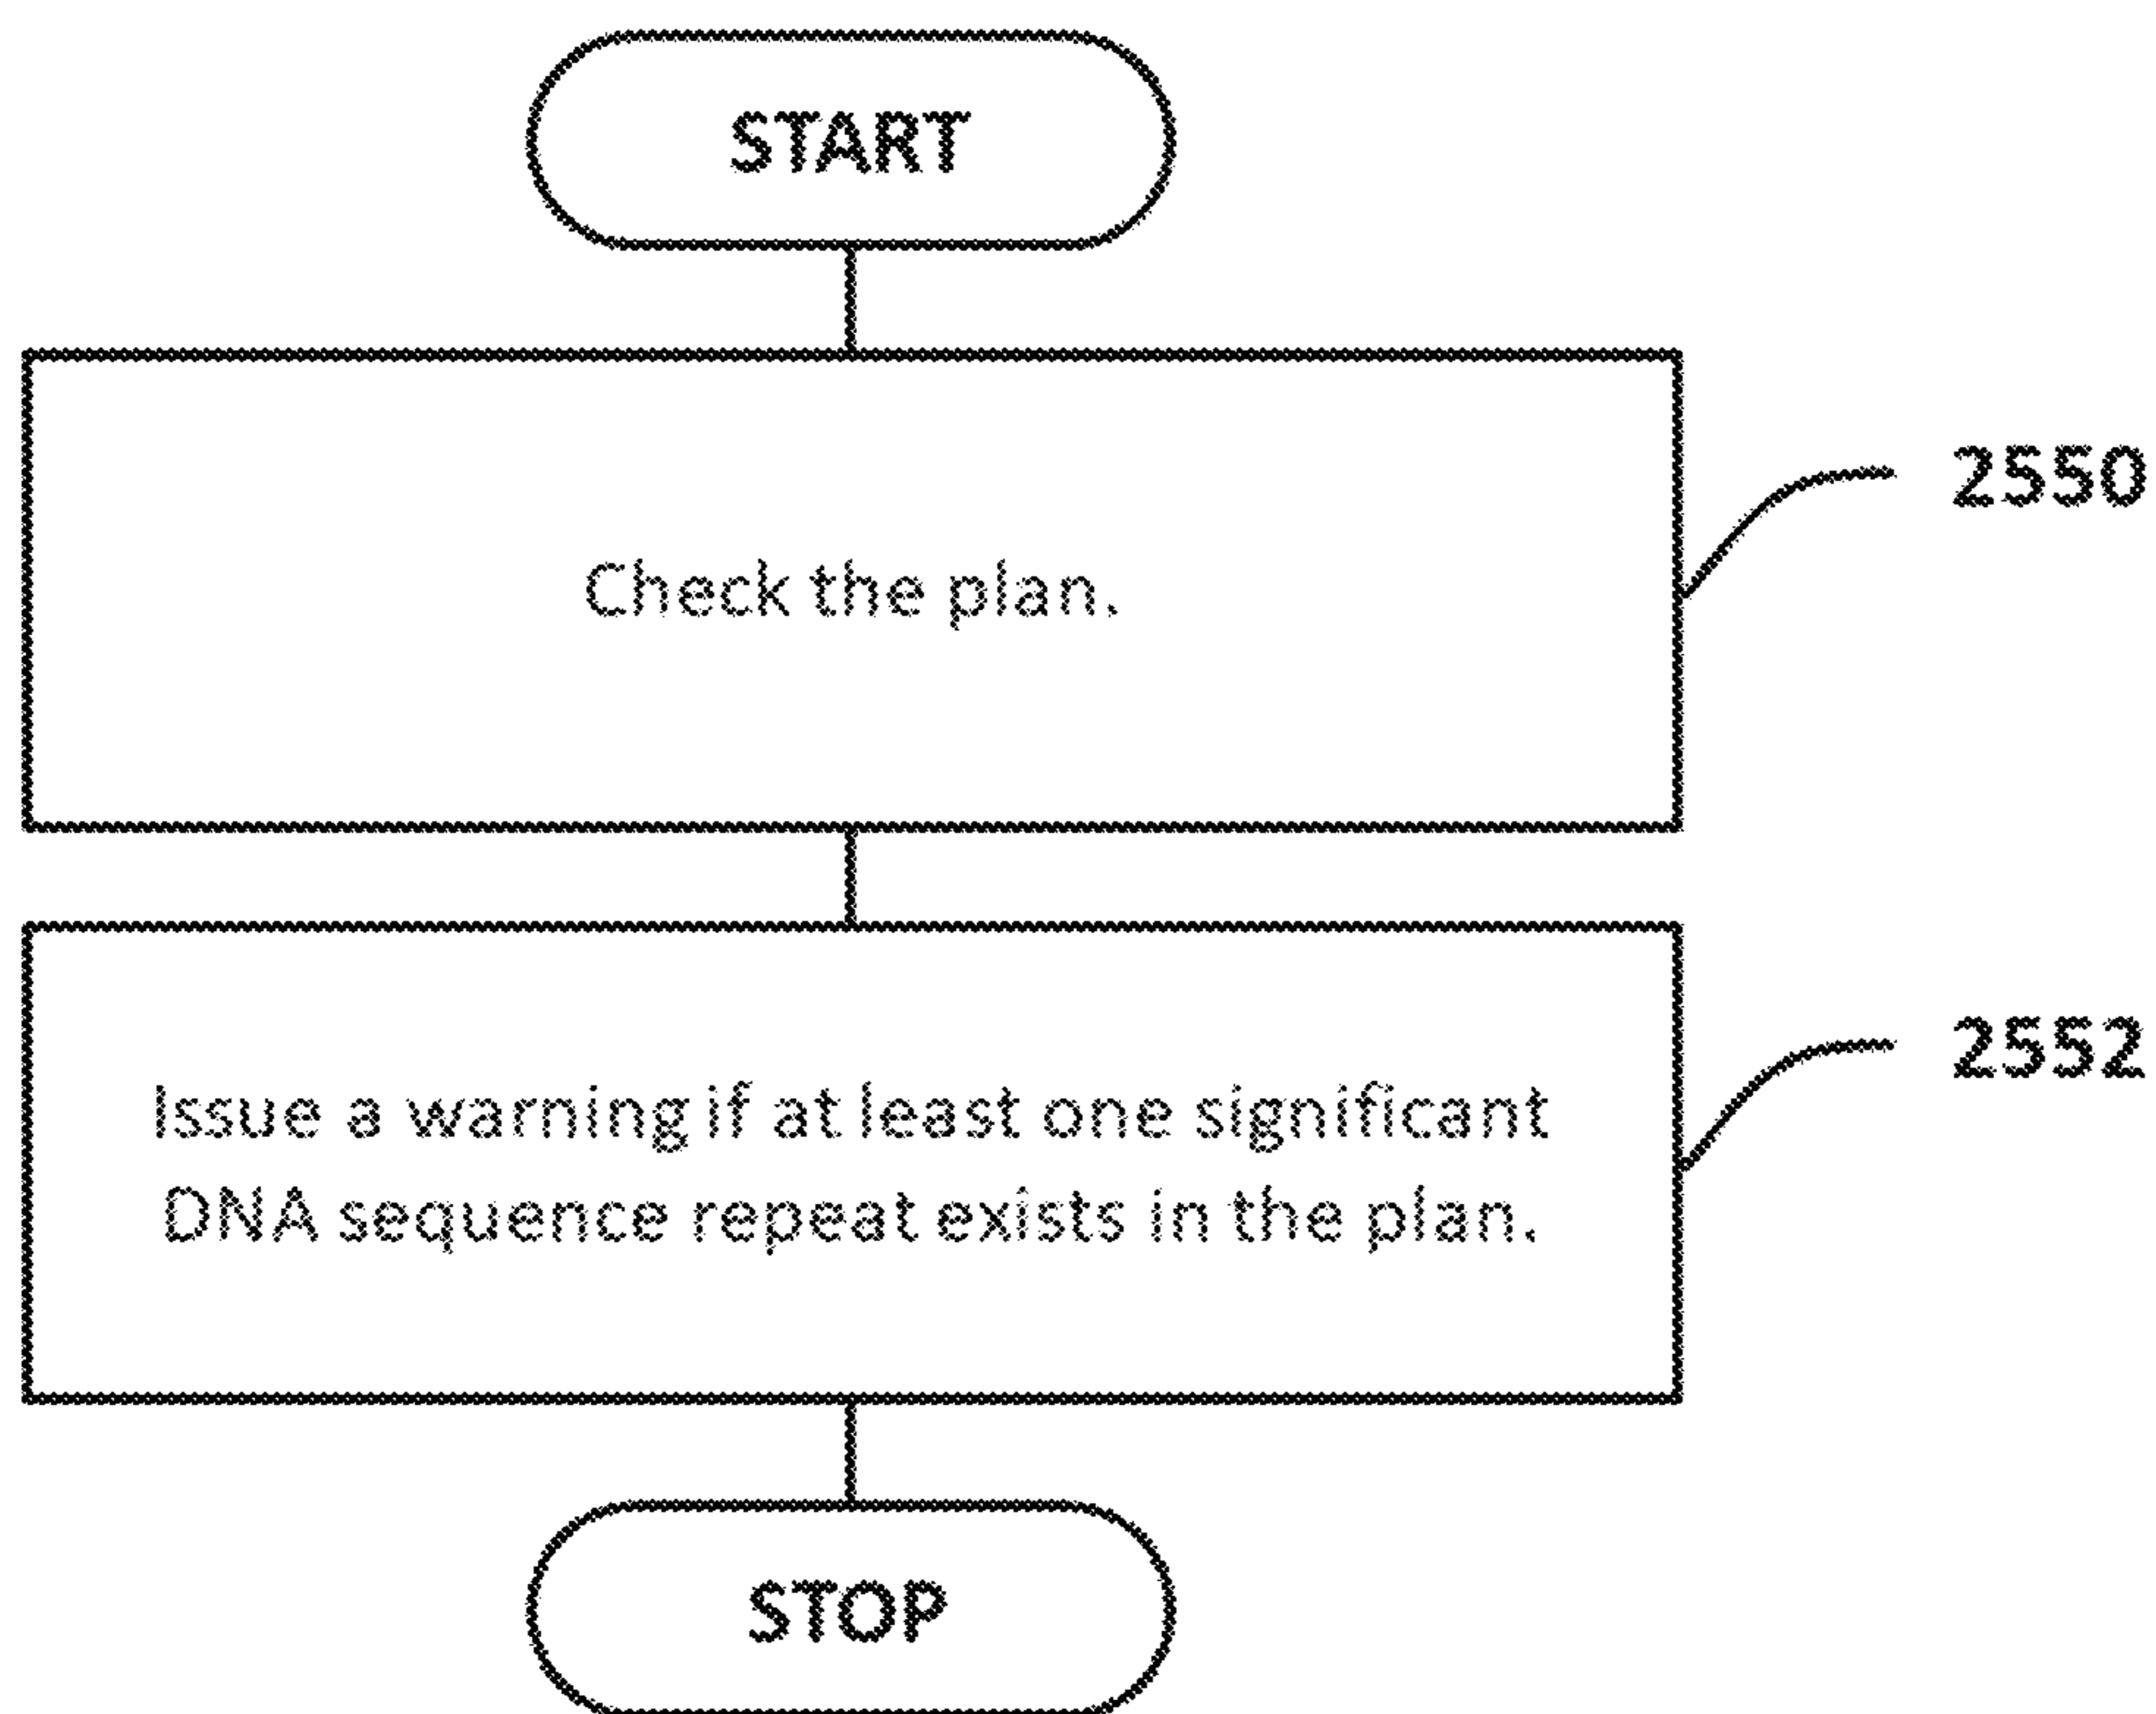 START
2550
Check the plan.
2552
Issue a warning if at least one significant
DNA sequence repeat exists in the plan.
STOP